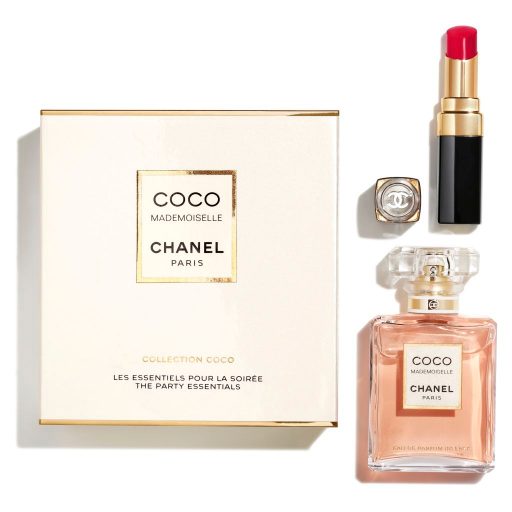 COCO
MADEMOISELLE
CHANEL
PARIS
COLLECTION COCO
LES ESSENTIELS POUR LA SOIRÉE
THE PARTY ESSENTIALS
COCO
MADEMOISELLE
CHANEL
PARIS
EAU DE PARFUM INTENSE